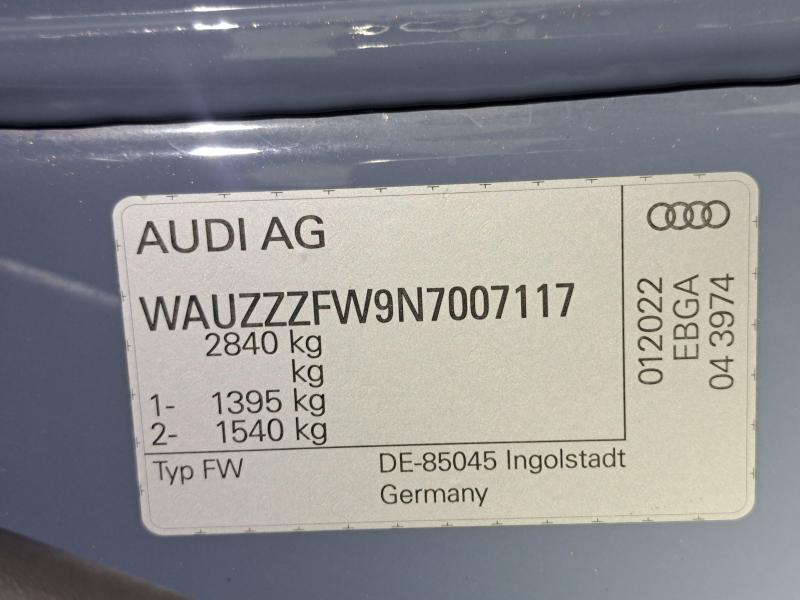 AUDI AG
WAUZZZFW9N7007117
2840 kg
kg
1- 1395 kg
2- 1540 kg
Typ FW
DE-85045 Ingolstadt
Germany
012022
EBGA
04 3974